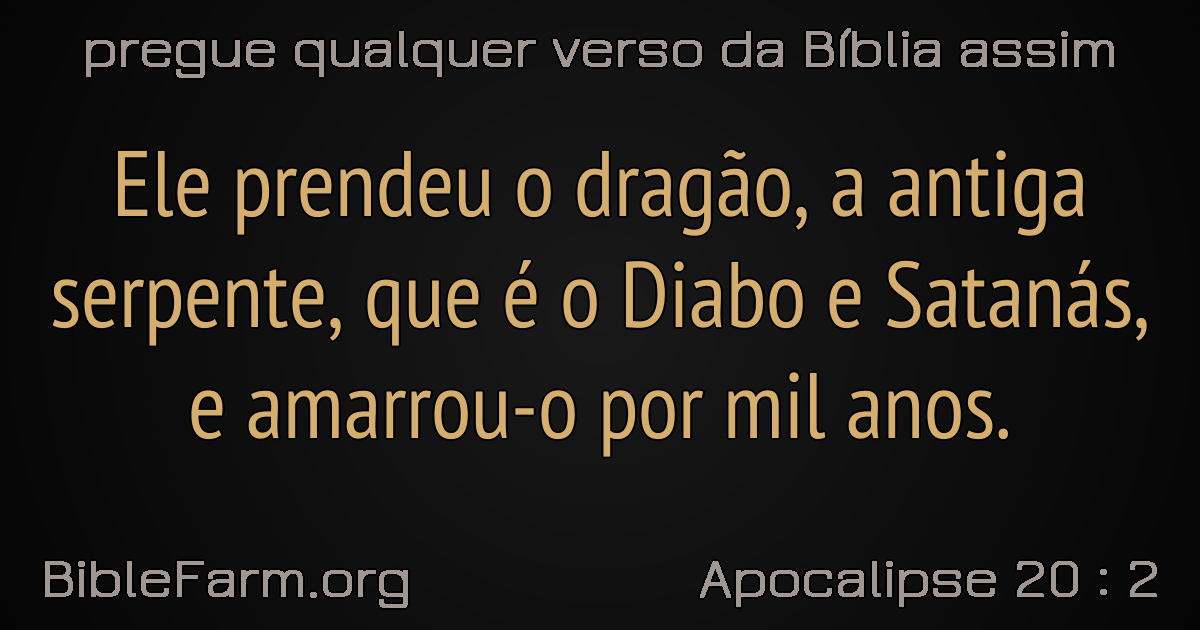 pregue qualquer verso da Bíblia assim
Ele prendeu o dragão, a antiga
serpente, que é o Diabo e Satanás,
e amarrou-o por mil anos.
BibleFarm.org
Apocalipse 20 : 2